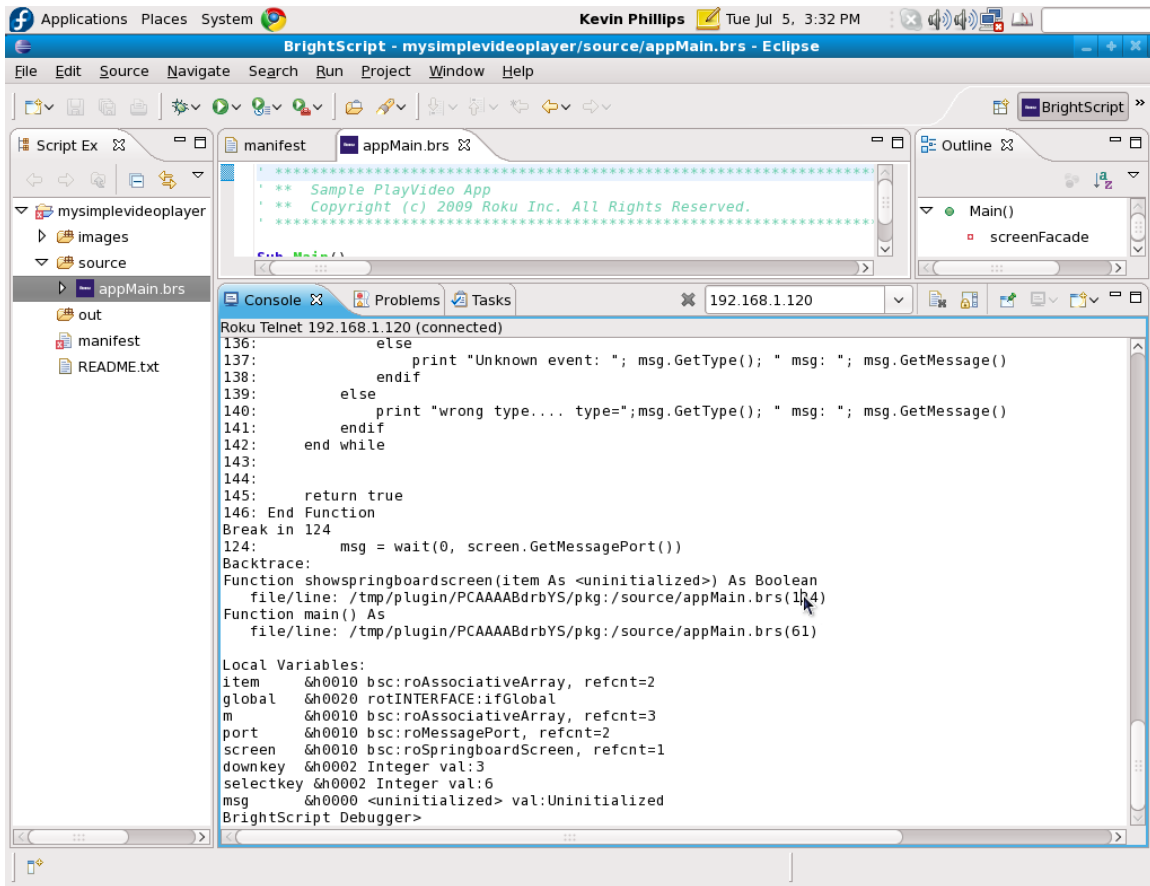 Applications Places System Kevin Phillips Tue Jul 5, 3:32 PM
BrightScript - mysimplevideoplayer/source/appMain.brs - Eclipse
File Edit Source Navigate Search Run Project Window Help
BrightScript »
Script Ex manifest appMain.brs Outline
' ******************************************************************
' ** Sample PlayVideo App
' ** Copyright (c) 2009 Roku Inc. All Rights Reserved.
' ******************************************************************
Sub Main()
mysimplevideoplayer
images
source
appMain.brs
out
manifest
README.txt
Main()
screenFacade
Console Problems Tasks 192.168.1.120
Roku Telnet 192.168.1.120 (connected)
136: else
137: print "Unknown event: "; msg.GetType(); " msg: "; msg.GetMessage()
138: endif
139: else
140: print "wrong type.... type=";msg.GetType(); " msg: "; msg.GetMessage()
141: endif
142: end while
143:
144:
145: return true
146: End Function
Break in 124
124: msg = wait(0, screen.GetMessagePort())
Backtrace:
Function showspringboardscreen(item As <uninitialized>) As Boolean
file/line: /tmp/plugin/PCAAAABdrbYS/pkg:/source/appMain.brs(124)
Function main() As
file/line: /tmp/plugin/PCAAAABdrbYS/pkg:/source/appMain.brs(61)
Local Variables:
item &h0010 bsc:roAssociativeArray, refcnt=2
global &h0020 rotINTERFACE:ifGlobal
m &h0010 bsc:roAssociativeArray, refcnt=3
port &h0010 bsc:roMessagePort, refcnt=2
screen &h0010 bsc:roSpringboardScreen, refcnt=1
downkey &h0002 Integer val:3
selectkey &h0002 Integer val:6
msg &h0000 <uninitialized> val:Uninitialized
BrightScript Debugger>